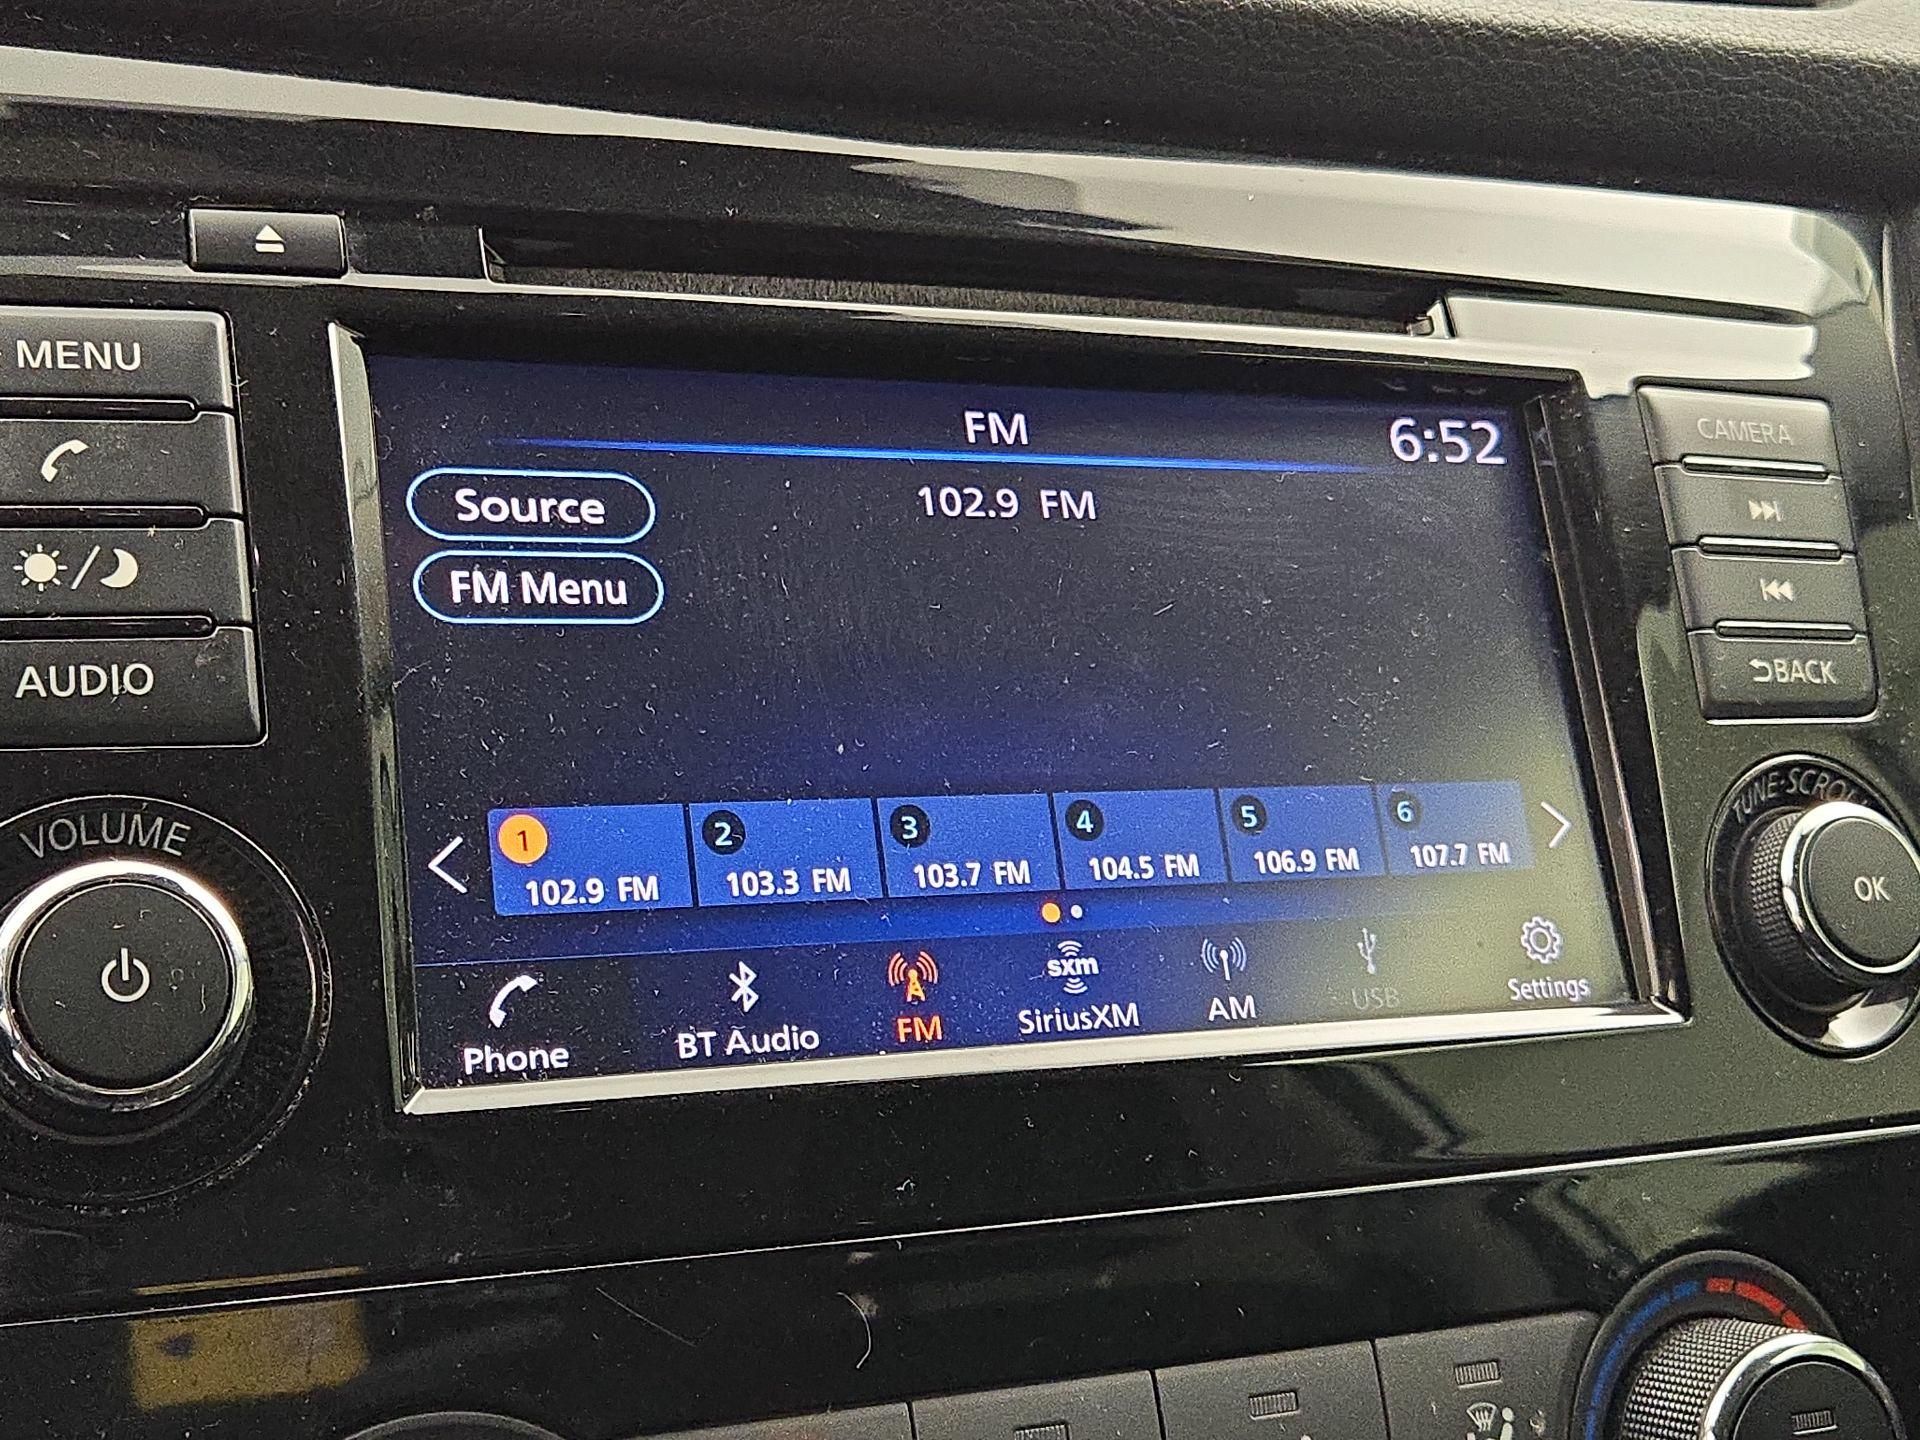 MENU
AUDIO
VOLUME
FM
6:52
Source
102.9 FM
FM Menu
1
102.9 FM
2
103.3 FM
3
103.7 FM
4
104.5 FM
5
106.9 FM
6
107.7 FM
Phone
BT Audio
FM
sxm
SiriusXM
AM
USB
Settings
CAMERA
BACK
TUNE·SCROLL
OK